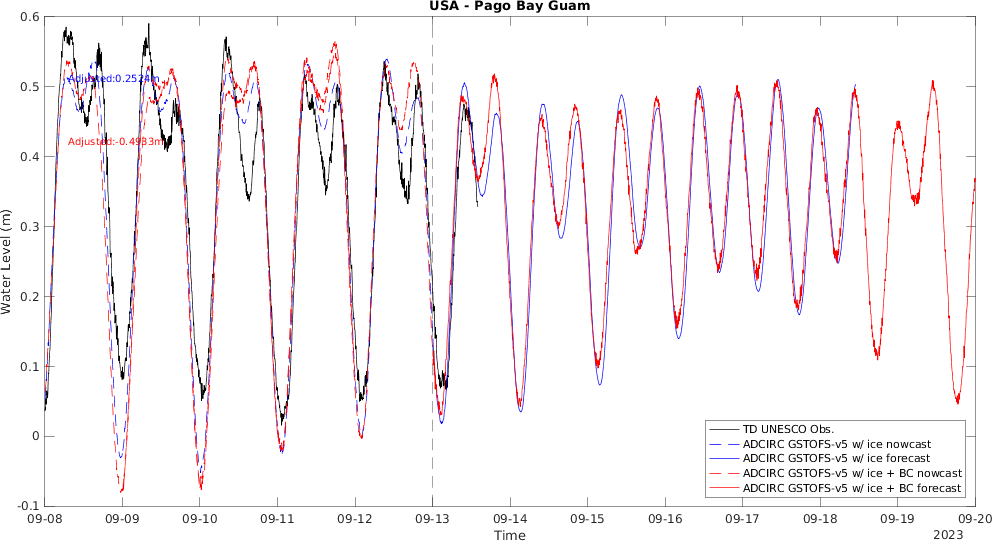 USA - Pago Bay Guam
0.6
0.5
0.4
0.3
0.2
0.1
0
-0.1
Water Level (m)
Adjusted:0.2524m
Adjusted:-0.4933m
TD UNESCO Obs.
ADCIRC GSTOFS-v5 w/ ice nowcast
ADCIRC GSTOFS-v5 w/ ice forecast
ADCIRC GSTOFS-v5 w/ ice + BC nowcast
ADCIRC GSTOFS-v5 w/ ice + BC forecast
09-08 09-09 09-10 09-11 09-12 09-13 09-14 09-15 09-16 09-17 09-18 09-19 09-20
Time
2023